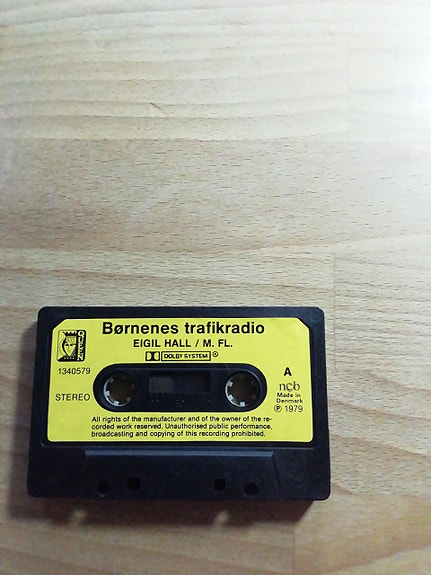 Børnenes trafikradio
EIGIL HALL / M. FL.
DOLBY SYSTEM ®
QUEEN
1340579
STEREO
A
ncb
Made in
Denmark
℗ 1979
All rights of the manufacturer and of the owner of the re-
corded work reserved. Unauthorised public performance,
broadcasting and copying of this recording prohibited.